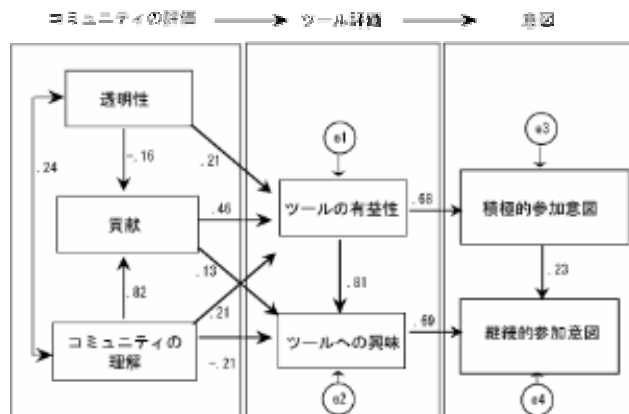 コミュニティの評価
ツール評価
意図
透明性
e1
e3
.24
-.16
.21
ツールの有益性
.68
積極的参加意図
貢献
.46
.13
.81
.23
.82
.21
コミュニティの
理解
-.21
ツールへの興味
.69
継続的参加意図
e2
e4